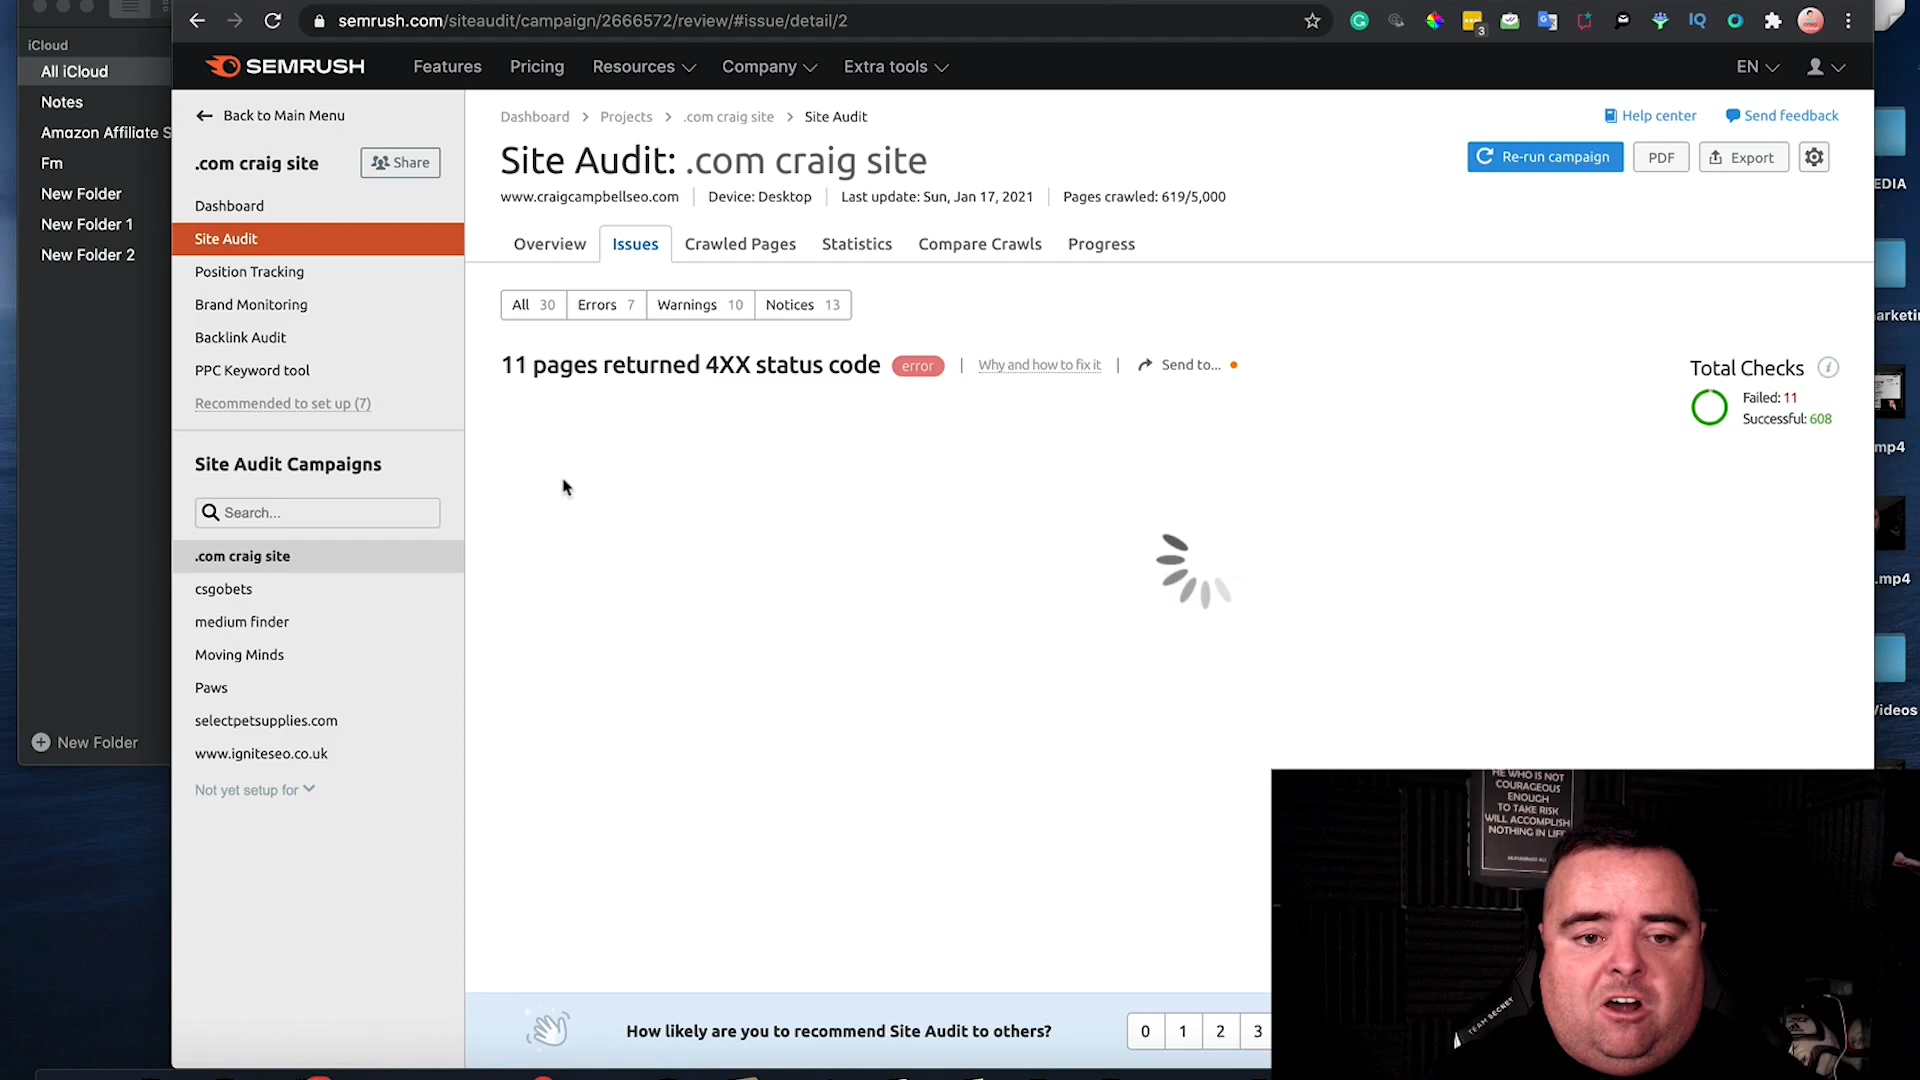 iCloud
All iCloud
Notes
Amazon Affiliate S
Fm
New Folder
New Folder 1
New Folder 2
New Folder
semrush.com/siteaudit/campaign/2666572/review/#issue/detail/2
3
IQ
SEMRUSH
Features
Pricing
Resources
Company
Extra tools
EN
Back to Main Menu
.com craig site
Share
Dashboard
Site Audit
Position Tracking
Brand Monitoring
Backlink Audit
PPC Keyword tool
Recommended to set up (7)
Site Audit Campaigns
Search...
.com craig site
csgobets
medium finder
Moving Minds
Paws
selectpetsupplies.com
www.igniteseo.co.uk
Not yet setup for
Dashboard > Projects > .com craig site > Site Audit
Help center
Send feedback
Site Audit: .com craig site
Re-run campaign
PDF
Export
www.craigcampbellseo.com
Device: Desktop
Last update: Sun, Jan 17, 2021
Pages crawled: 619/5,000
Overview
Issues
Crawled Pages
Statistics
Compare Crawls
Progress
All 30
Errors 7
Warnings 10
Notices 13
11 pages returned 4XX status code
error
Why and how to fix it
Send to...
Total Checks
Failed: 11
Successful: 608
How likely are you to recommend Site Audit to others?
0
1
2
3
EDIA
arketin
mp4
.mp4
Videos
HE WHO IS NOT
COURAGEOUS
ENOUGH
TO TAKE RISK
WILL ACCOMPLISH
NOTHING IN LIFE
MUHAMMAD ALI
TEAM SECRET